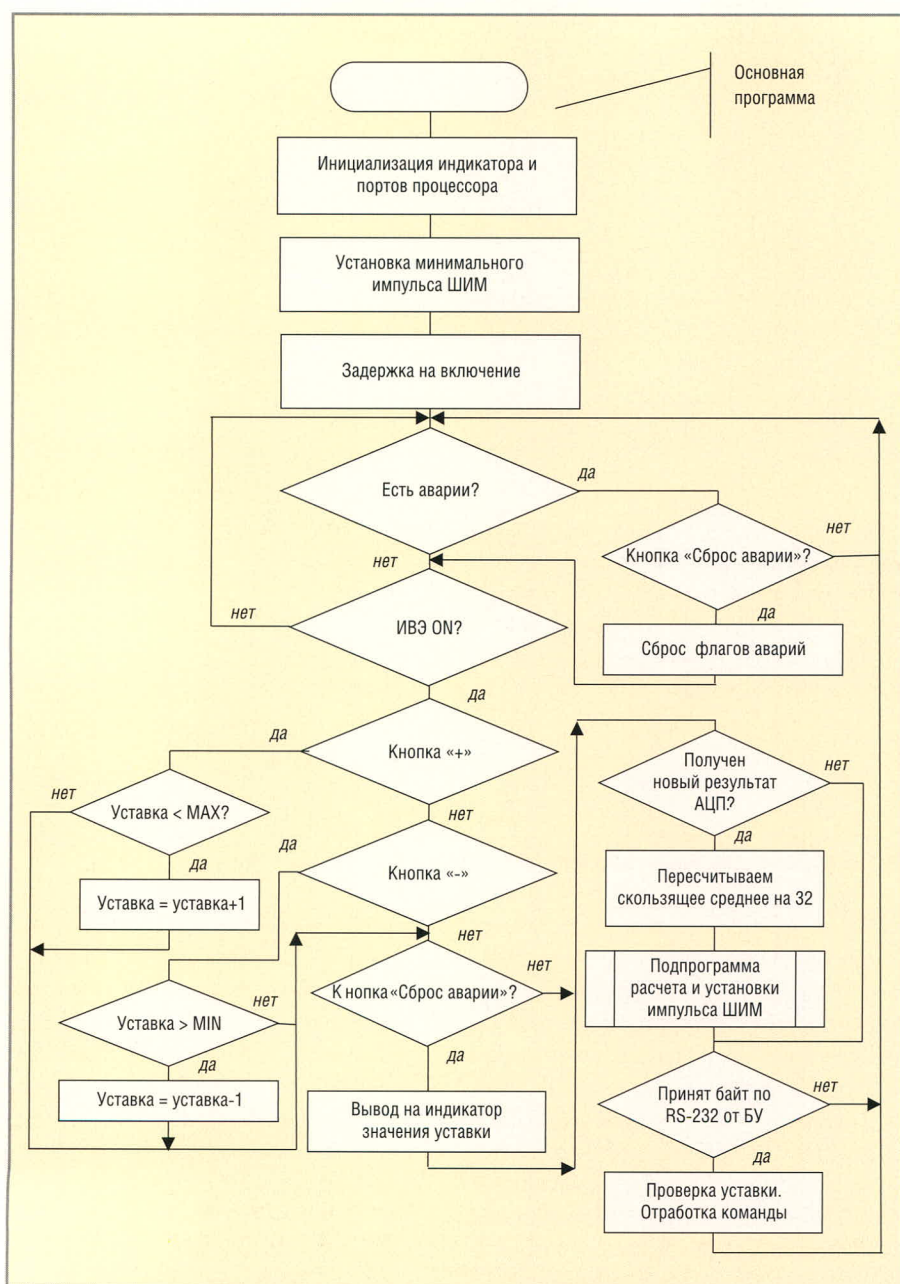 Основная
программа
Инициализация индикатора и
портов процессора
Установка минимального
импульса ШИМ
Задержка на включение
Есть аварии?
да
нет
Кнопка «Сброс аварии»?
нет
да
Сброс флагов аварий
ИВЭ ON?
нет
да
Кнопка «+»
да
нет
Уставка < MAX?
нет
да
Уставка = уставка+1
Кнопка «-»
да
нет
Уставка > MIN
нет
да
Уставка = уставка-1
К нопка «Сброс аварии»?
нет
да
Вывод на индикатор
значения уставки
Получен
новый результат
АЦП?
нет
да
Пересчитываем
скользящее среднее на 32
Подпрограмма
расчета и установки
импульса ШИМ
Принят байт по
RS-232 от БУ
нет
да
Проверка уставки.
Отработка команды